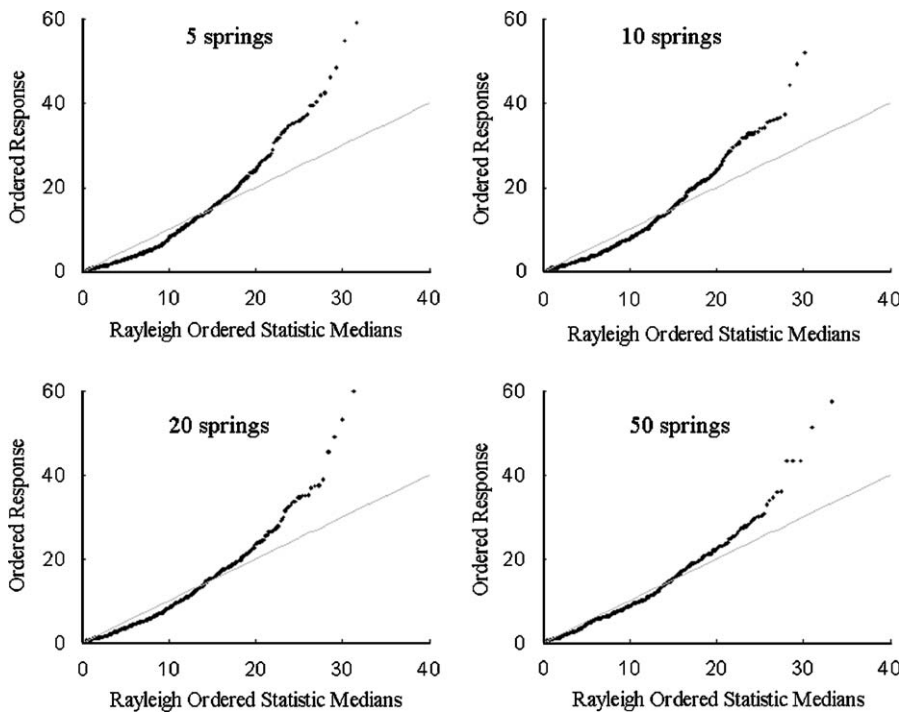 60
5 springs
40
20
0
Ordered Response
0 10 20 30 40
Rayleigh Ordered Statistic Medians
60
10 springs
40
20
0
Ordered Response
0 10 20 30 40
Rayleigh Ordered Statistic Medians
60
20 springs
40
20
0
Ordered Response
0 10 20 30 40
Rayleigh Ordered Statistic Medians
60
50 springs
40
20
0
Ordered Response
0 10 20 30 40
Rayleigh Ordered Statistic Medians